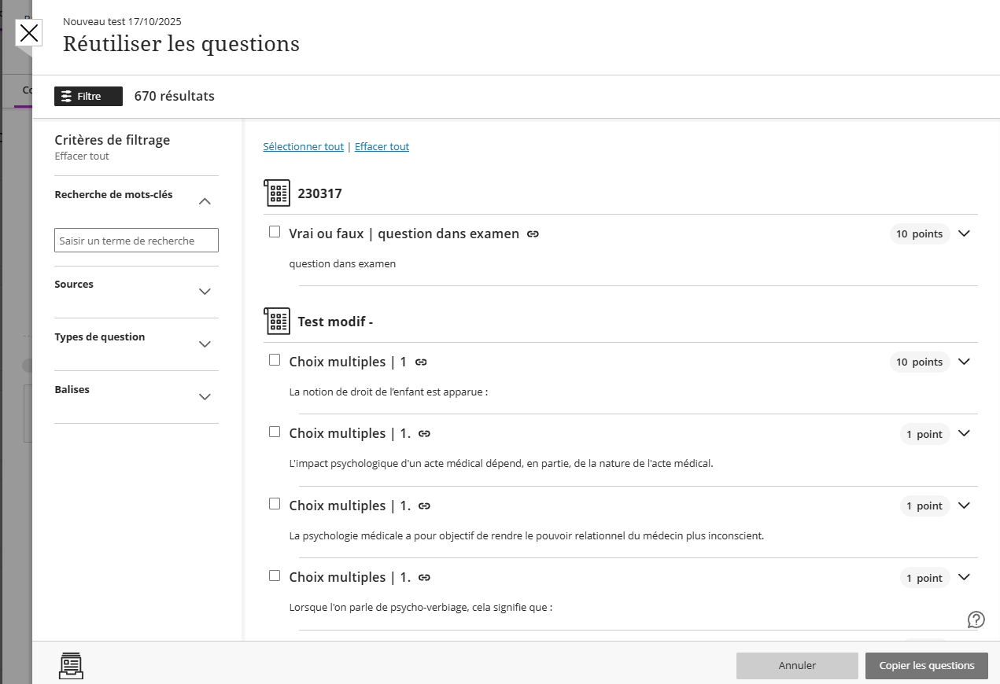 Nouveau test 17/10/2025
Réutiliser les questions
Filtre
670 résultats
Critères de filtrage
Effacer tout
Recherche de mots-clés
Saisir un terme de recherche
Sources
Types de question
Balises
Sélectionner tout | Effacer tout
230317
Vrai ou faux | question dans examen
10 points
question dans examen
Test modif -
Choix multiples | 1
10 points
La notion de droit de l'enfant est apparue :
Choix multiples | 1.
1 point
L'impact psychologique d'un acte médical dépend, en partie, de la nature de l'acte médical.
Choix multiples | 1.
1 point
La psychologie médicale a pour objectif de rendre le pouvoir relationnel du médecin plus inconscient.
Choix multiples | 1.
1 point
Lorsque l'on parle de psycho-verbiage, cela signifie que :
Annuler
Copier les questions